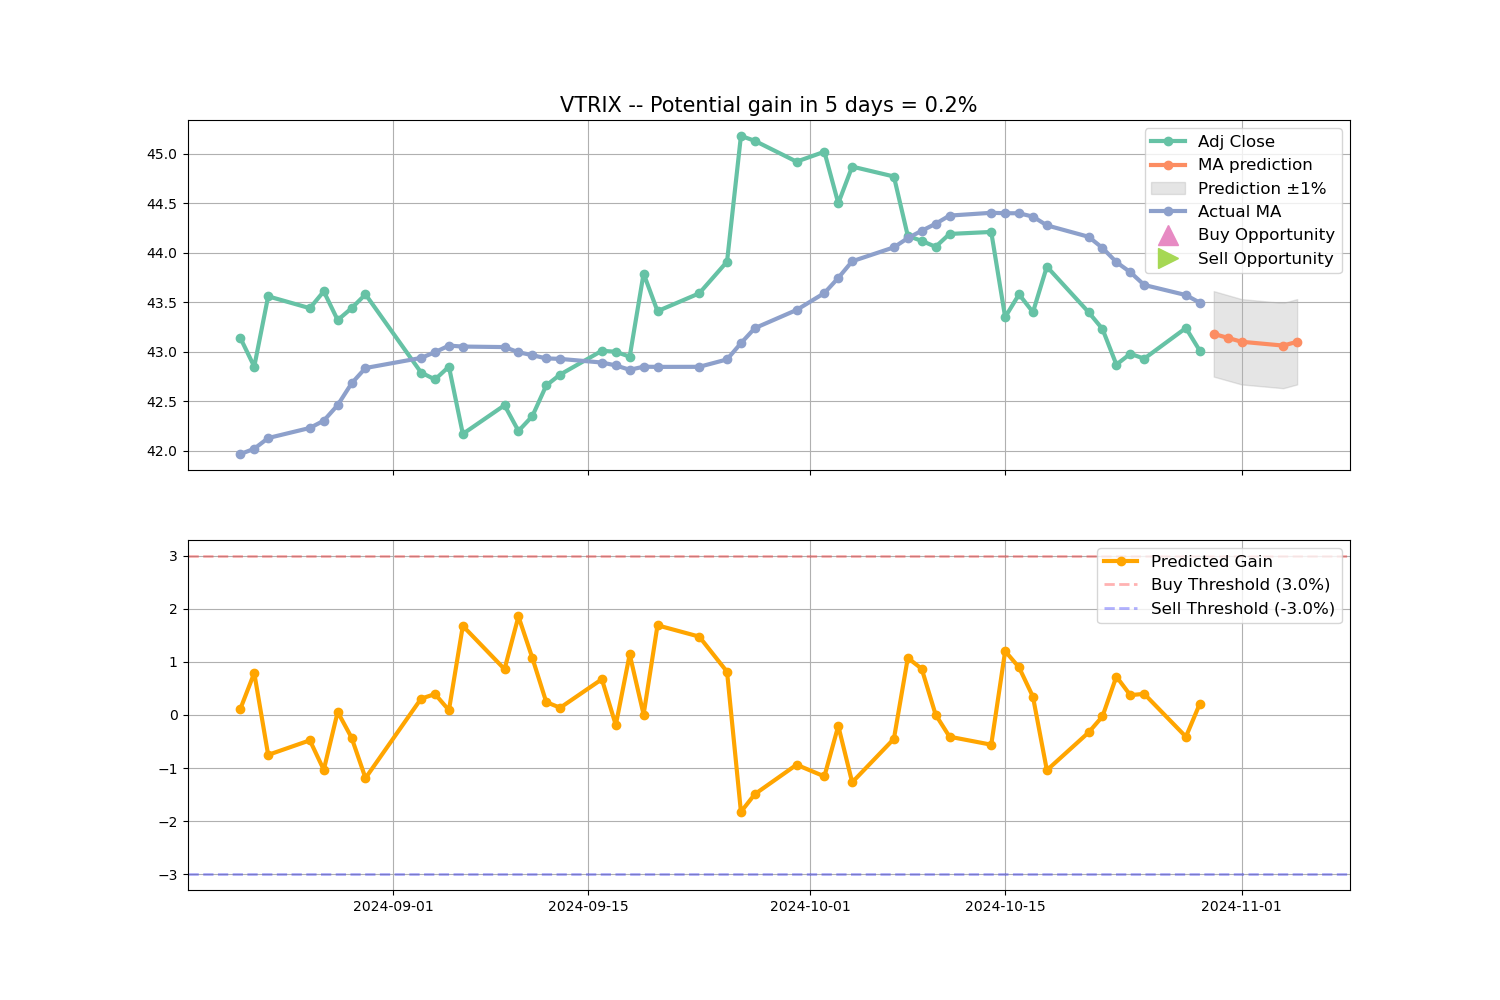 VTRIX -- Potential gain in 5 days = 0.2%
45.0
44.5
44.0
43.5
43.0
42.5
42.0
Adj Close
MA prediction
Prediction ±1%
Actual MA
Buy Opportunity
Sell Opportunity
3
2
1
0
−1
−2
−3
Predicted Gain
Buy Threshold (3.0%)
Sell Threshold (-3.0%)
2024-09-01
2024-09-15
2024-10-01
2024-10-15
2024-11-01